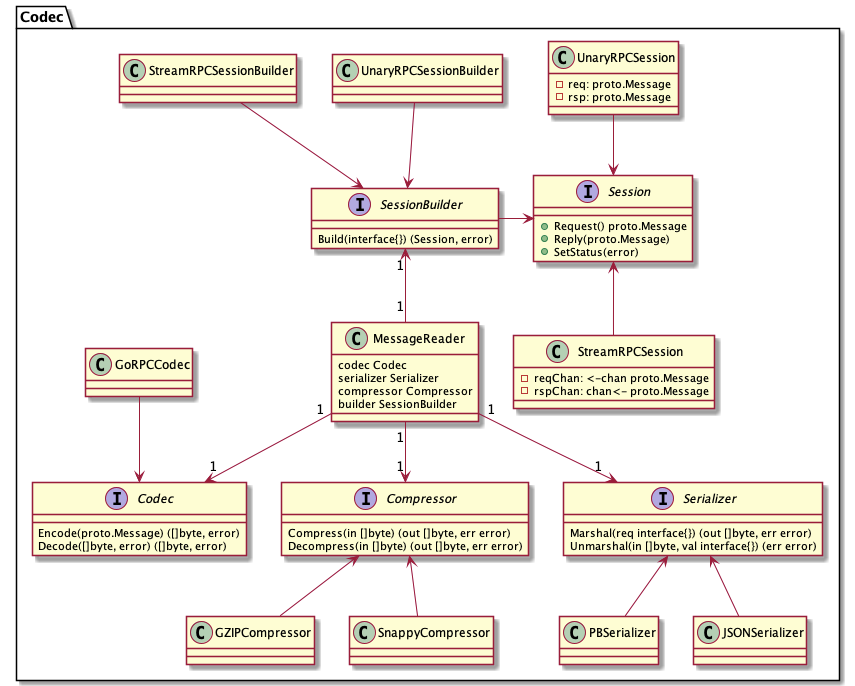 Codec
C StreamRPCSessionBuilder
C UnaryRPCSessionBuilder
C UnaryRPCSession
req: proto.Message
rsp: proto.Message
I SessionBuilder
Build(interface{}) (Session, error)
I Session
Request() proto.Message
Reply(proto.Message)
SetStatus(error)
1
1
C MessageReader
codec Codec
serializer Serializer
compressor Compressor
builder SessionBuilder
C StreamRPCSession
reqChan: <-chan proto.Message
rspChan: chan<- proto.Message
C GoRPCCodec
1
1
1
1
1
1
I Codec
Encode(proto.Message) ([]byte, error)
Decode([]byte, error) ([]byte, error)
I Compressor
Compress(in []byte) (out []byte, err error)
Decompress(in []byte) (out []byte, err error)
I Serializer
Marshal(req interface{}) (out []byte, err error)
Unmarshal(in []byte, val interface{}) (err error)
C GZIPCompressor
C SnappyCompressor
C PBSerializer
C JSONSerializer